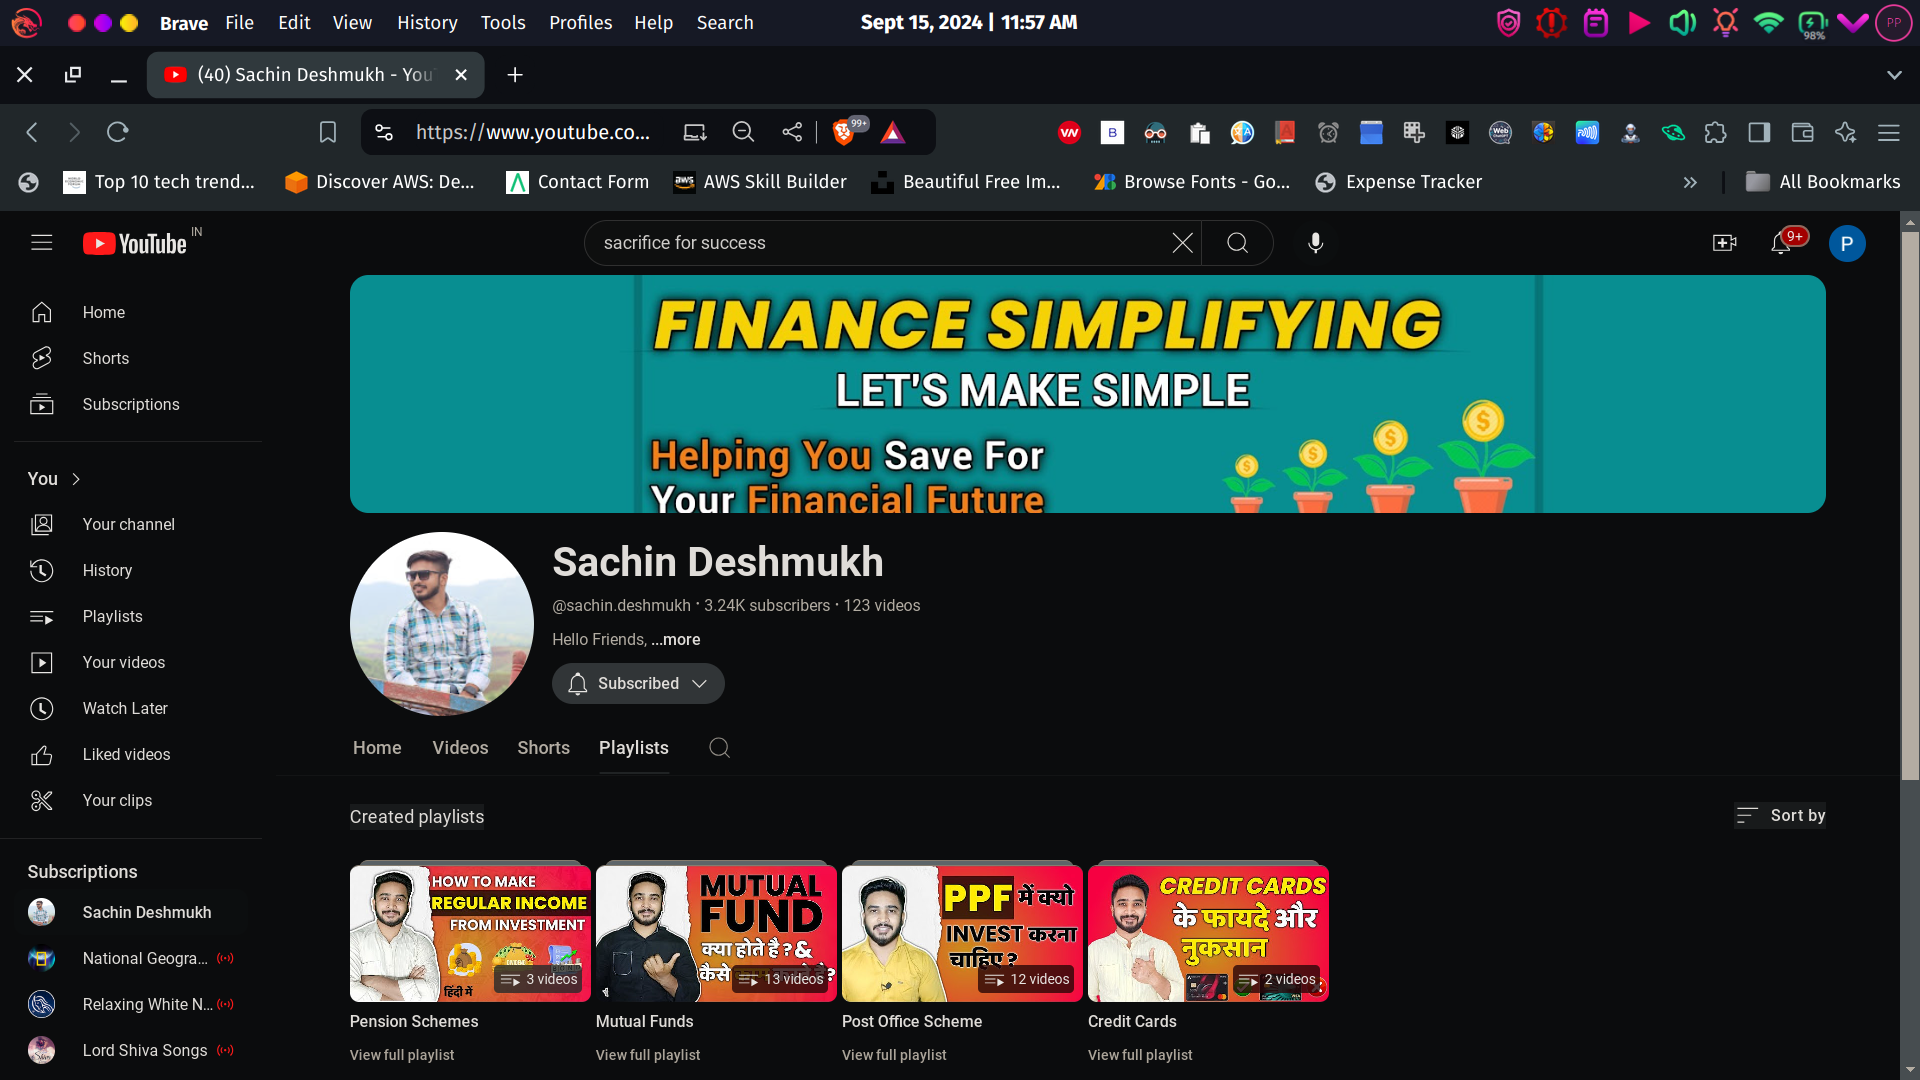 Brave File Edit View History Tools Profiles Help Search Sept 15, 2024 | 11:57 AM 98% PP
(40) Sachin Deshmukh - You
https://www.youtube.co... 99+
Top 10 tech trend... Discover AWS: De... Contact Form AWS Skill Builder Beautiful Free Im... Browse Fonts - Go... Expense Tracker All Bookmarks
YouTube IN
sacrifice for success
9+
P
Home
Shorts
Subscriptions
You
Your channel
History
Playlists
Your videos
Watch Later
Liked videos
Your clips
Subscriptions
Sachin Deshmukh
National Geogra...
Relaxing White N...
Lord Shiva Songs
FINANCE SIMPLIFYING
LET'S MAKE SIMPLE
Helping You Save For
Your Financial Future
Sachin Deshmukh
@sachin.deshmukh · 3.24K subscribers · 123 videos
Hello Friends, ...more
Subscribed
Home Videos Shorts Playlists
Created playlists
Sort by
HOW TO MAKE
REGULAR INCOME
FROM INVESTMENT
हिंदी में
3 videos
Pension Schemes
View full playlist
MUTUAL
FUND
क्या होते है ? &
कैसे
13 videos
Mutual Funds
View full playlist
PPF में क्यो
INVEST करना
चाहिए ?
12 videos
Post Office Scheme
View full playlist
CREDIT CARDS
के फायदे और
नुकसान
2 videos
Credit Cards
View full playlist